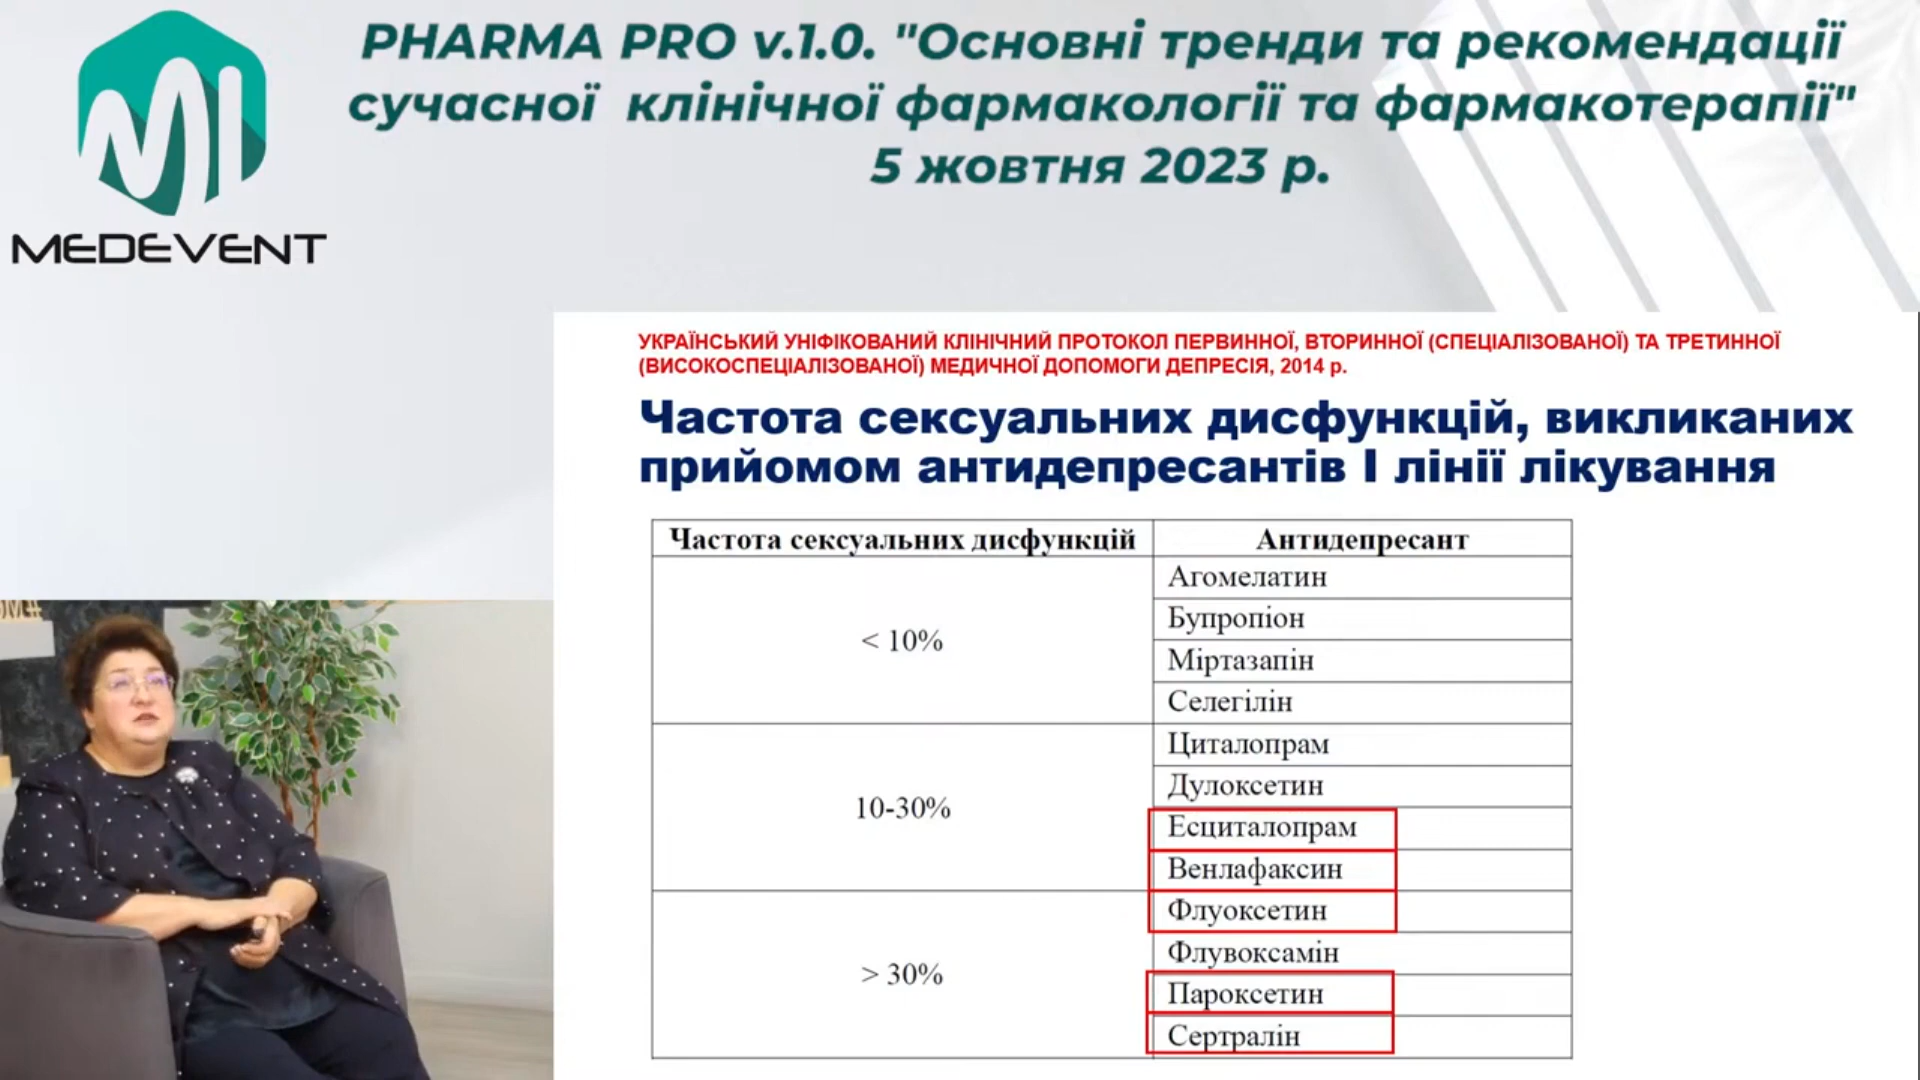 PHARMA PRO v.1.0. "Основні тренди та рекомендації
сучасної клінічної фармакології та фармакотерапії"
5 жовтня 2023 р.
MEDEVENT
УКРАЇНСЬКИЙ УНІФІКОВАНИЙ КЛІНІЧНИЙ ПРОТОКОЛ ПЕРВИННОЇ, ВТОРИННОЇ (СПЕЦІАЛІЗОВАНОЇ) ТА ТРЕТИННОЇ
(ВИСОКОСПЕЦІАЛІЗОВАНОЇ) МЕДИЧНОЇ ДОПОМОГИ ДЕПРЕСІЯ, 2014 р.
Частота сексуальних дисфункцій, викликаних
прийомом антидепресантів І лінії лікування
Частота сексуальних дисфункцій
Антидепресант
< 10%
Агомелатин
Бупропіон
Міртазапін
Селегілін
10-30%
Циталопрам
Дулоксетин
Есциталопрам
Венлафаксин
> 30%
Флуоксетин
Флувоксамін
Пароксетин
Сертралін